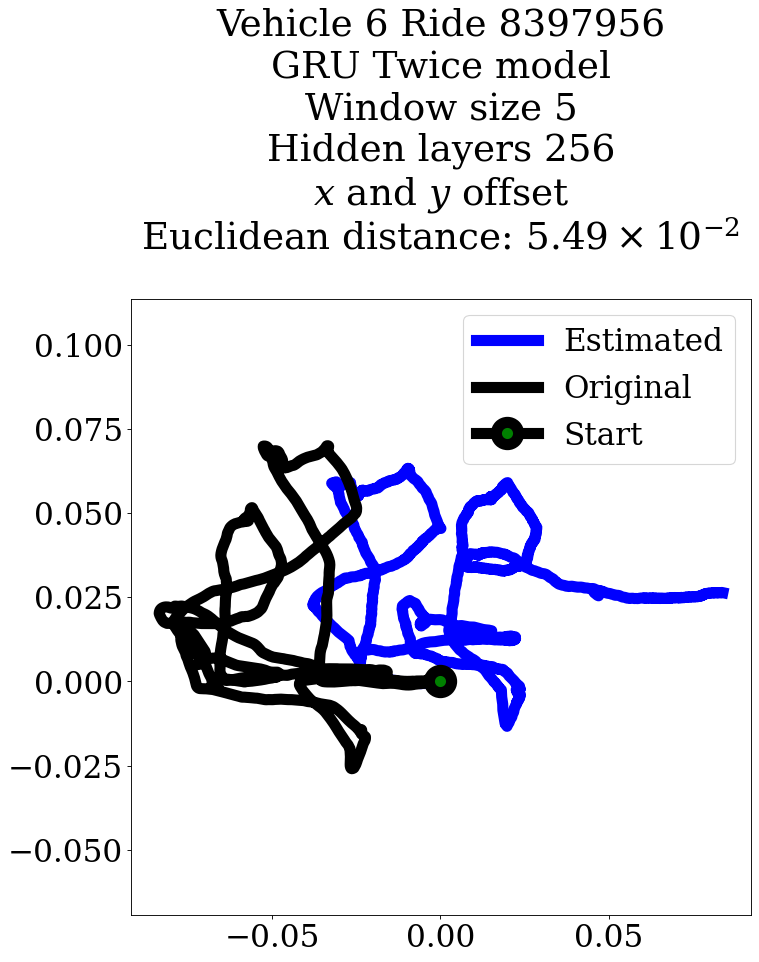 Vehicle 6 Ride 8397956
GRU Twice model
Window size 5
Hidden layers 256
x and y offset
Euclidean distance: 5.49 × 10⁻²
Estimated
Original
Start
0.100
0.075
0.050
0.025
0.000
−0.025
−0.050
−0.05
0.00
0.05